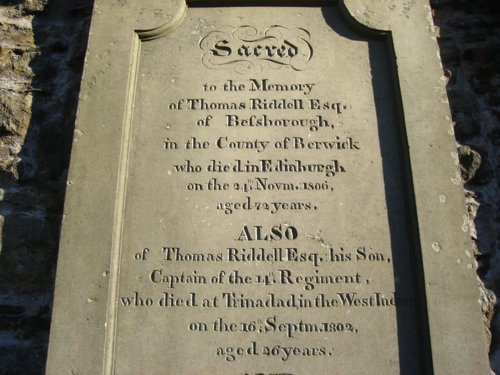 Sacred
to the Memory
of Thomas Riddell Esq.
of Befsborough,
in the County of Berwick
who died in Edinburgh
on the 24th Novm. 1806,
aged 72 years.
ALSO
of Thomas Riddell Esq. his Son,
Captain of the 14th Regiment,
who died at Trinadad, in the West Indies
on the 16th Septm. 1802,
aged 26 years.